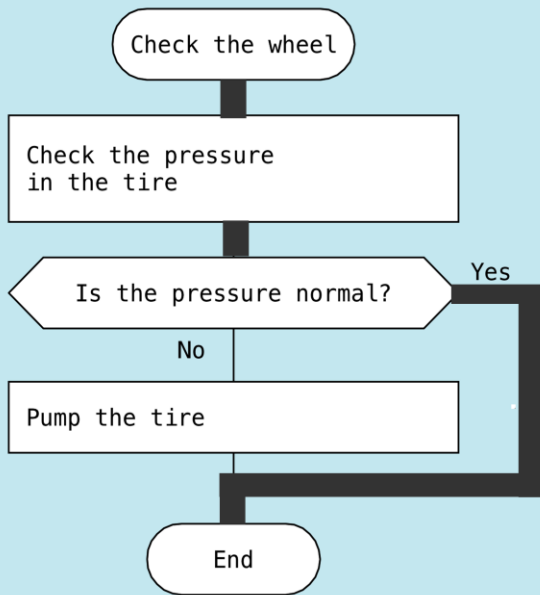 Check the wheel
Check the pressure
in the tire
Is the pressure normal?
Yes
No
Pump the tire
End